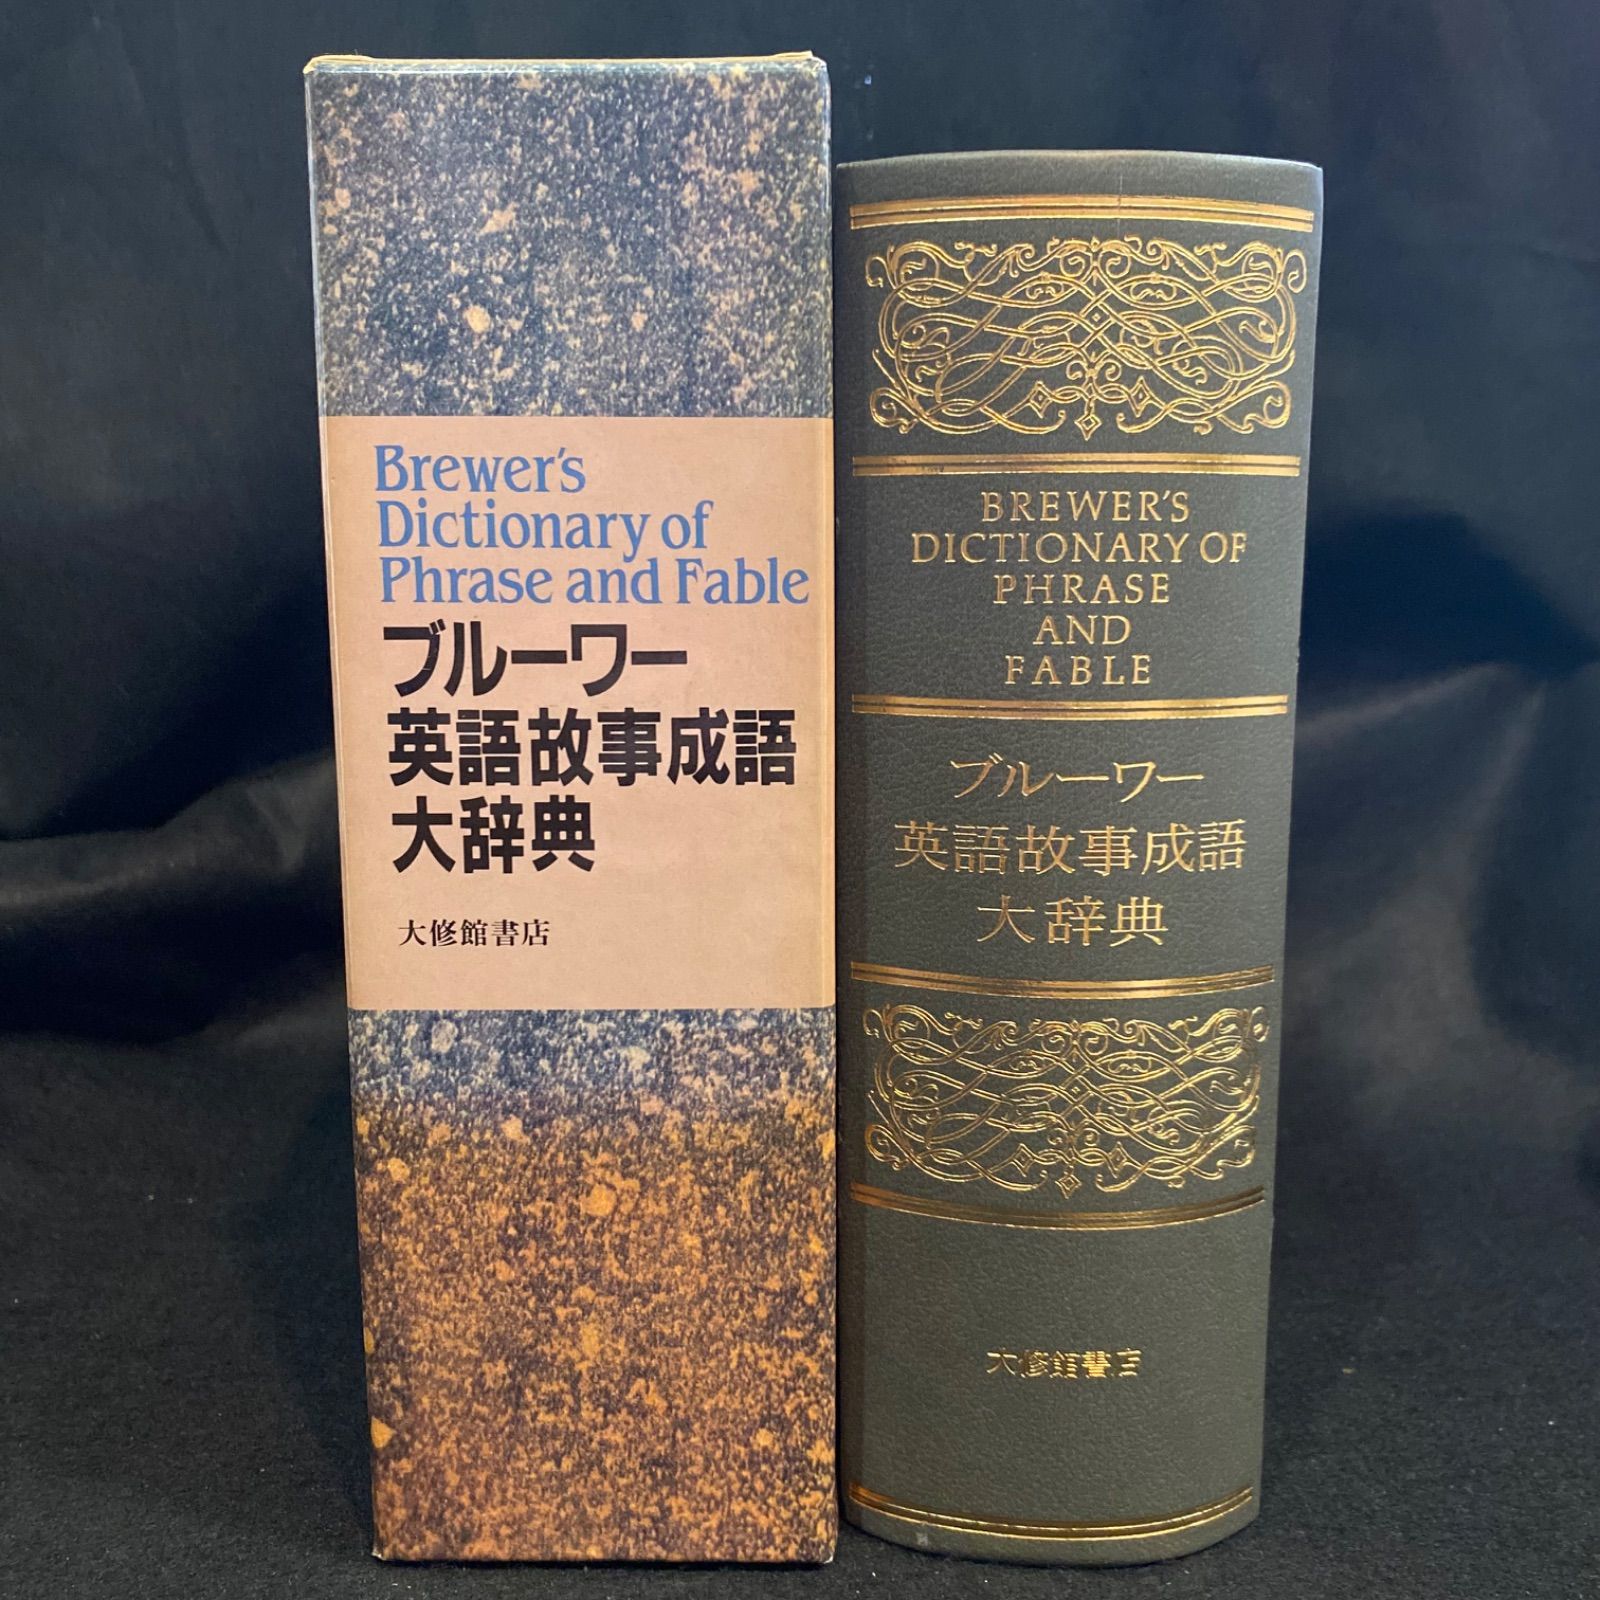 Brewer's
Dictionary of
Phrase and Fable
ブルーワー
英語故事成語
大辞典
大修館書店
BREWER'S
DICTIONARY OF
PHRASE
AND
FABLE
ブルーワー
英語故事成語
大辞典
大修館書店